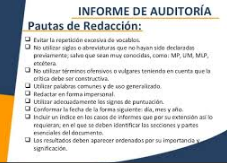 INFORME DE AUDITORÍA
Pautas de Redacción:
Evitar la repetición excesiva de vocables.
No utilizar siglos o abreviaturas que no hayan sido declaradas
previamente; salvo que sean muy conocidas, como: MP, UM, MLP,
etcétera.
No utilizar términos ofensivos o vulgares teniendo en cuenta que la
crítica debe ser constructiva.
Utilizar palabras comunes y de uso generalizado.
Redactar en forma impersonal.
Utilizar adecuadamente los signos de puntuación.
Conformar la fecha de la forma siguiente: día, mes y año.
Incluir un índice en los casos de informes que por su extensión así lo
requieran; en el que se deben identificar las secciones y partes
esenciales del documento.
Los resultados deben aparecer ordenados por su importancia y
significación.